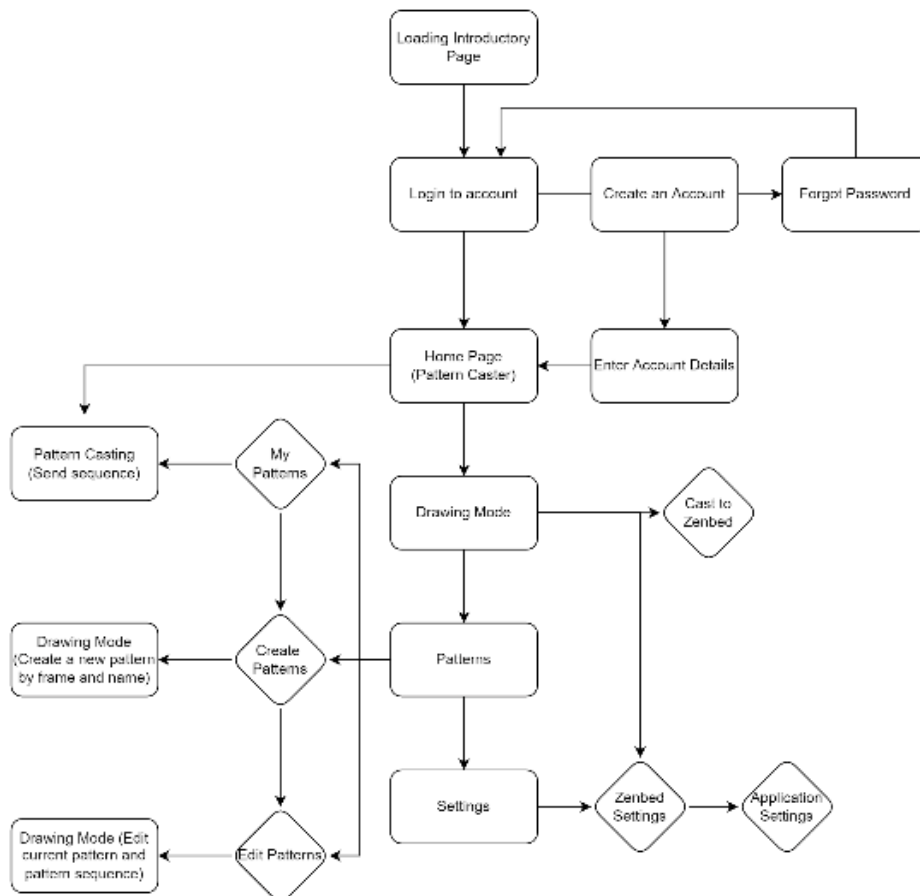 Loading Introductory
Page
Login to account
Create an Account
Forgot Password
Home Page
(Pattern Caster)
Enter Account Details
Pattern Casting
(Send sequence)
My
Patterns
Drawing Mode
Cast to
Zenbed
Drawing Mode
(Create a new pattern
by frame and name)
Create
Patterns
Patterns
Settings
Zenbed
Settings
Application
Settings
Drawing Mode (Edit
current pattern and
pattern sequence)
Edit Patterns